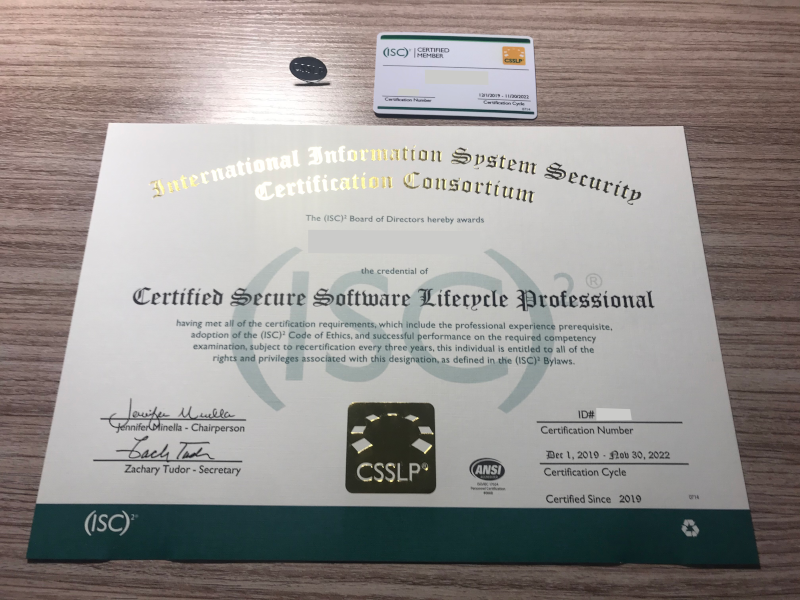 (ISC)² CERTIFIED MEMBER
CSSLP
12/1/2019 - 11/30/2022
Certification Number
Certification Cycle
International Information System Security
Certification Consortium
The (ISC)² Board of Directors hereby awards
the credential of
(ISC)²®
Certified Secure Software Lifecycle Professional
having met all of the certification requirements, which include the professional experience prerequisite,
adoption of the (ISC)² Code of Ethics, and successful performance on the required competency
examination, subject to recertification every three years, this individual is entitled to all of the
rights and privileges associated with this designation, as defined in the (ISC)² Bylaws.
Jennifer Minella
Jennifer Minella - Chairperson
Zach Tudor
Zachary Tudor - Secretary
CSSLP®
ANSI
ID#
Certification Number
Dec 1, 2019 - Nov 30, 2022
Certification Cycle
Certified Since 2019
(ISC)²®